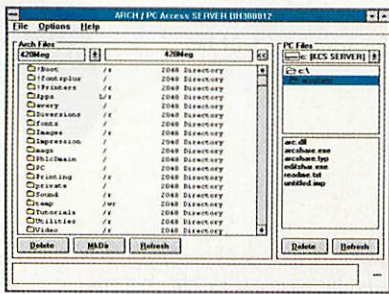 ARCH / PC Access SERVER DH300012
File Options Help
Arch Files
420Meg 420Meg <<
!Boot /r 2048 Directory
!fontsplus / 2048 Directory
!Printers /r 2048 Directory
Apps L/r 2048 Directory
avery / 2048 Directory
Diversions /r 2048 Directory
fonts / 2048 Directory
Images /r 2048 Directory
Impression / 2048 Directory
mags / 2048 Directory
PblcDmain / 2048 Directory
PC / 2048 Directory
Printing / 2048 Directory
private / 2048 Directory
Sound /r 2048 Directory
temp /wr 2048 Directory
Tutorials /r 2048 Directory
Utilities /r 2048 Directory
Video /r 2048 Directory
Delete MkDir Refresh
PC Files
c: [KCS SERVER]
c:\
arcshare
arc.dll
arcshare.exe
arcshare.typ
editshar.exe
readme.txt
untitled.imp
Delete Refresh